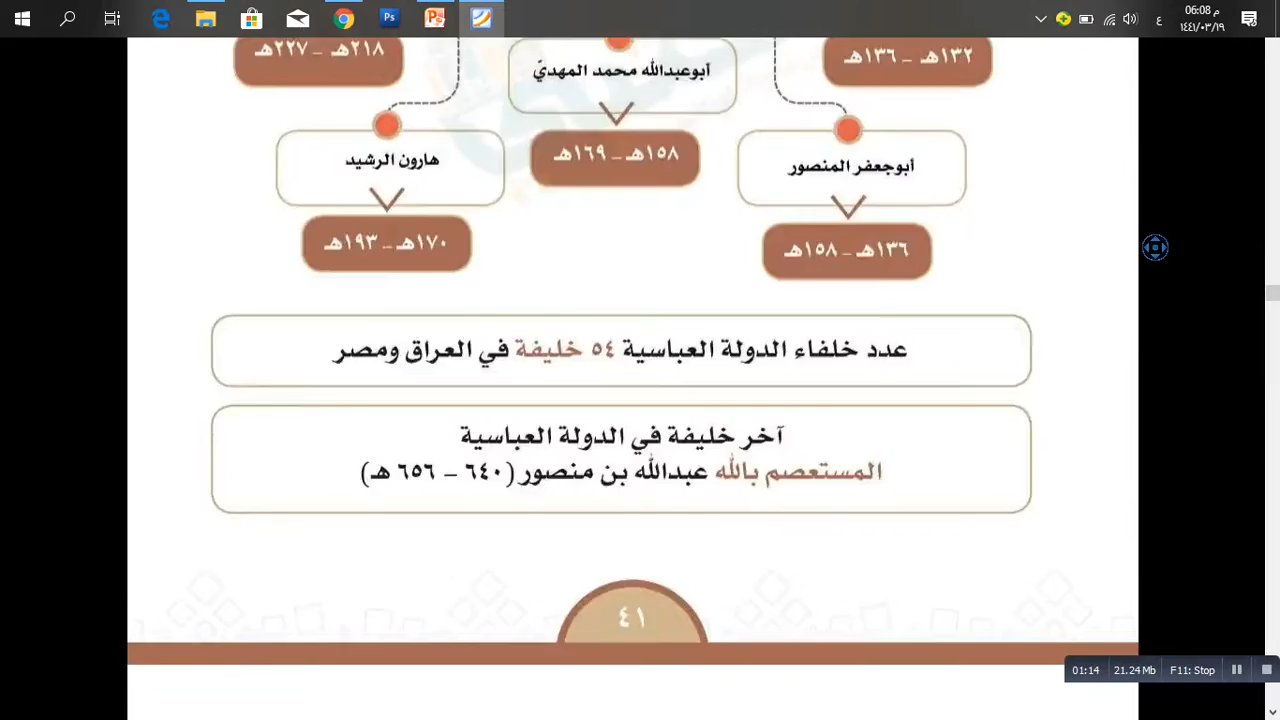 م 06:08
ع
١٤٤١/٠٣/١٩
١٣٢هـ – ١٣٦هـ
أبوعبدالله محمد المهديّ
٢١٨هـ – ٢٢٧هـ
أبوجعفر المنصور
١٥٨هـ – ١٦٩هـ
هارون الرشيد
١٣٦هـ – ١٥٨هـ
١٧٠هـ – ١٩٣هـ
عدد خلفاء الدولة العباسية ٥٤ خليفة في العراق ومصر
آخر خليفة في الدولة العباسية
المستعصم بالله عبدالله بن منصور (٦٤٠ – ٦٥٦ هـ)
٤١
01:14 21.24 Mb F11: Stop